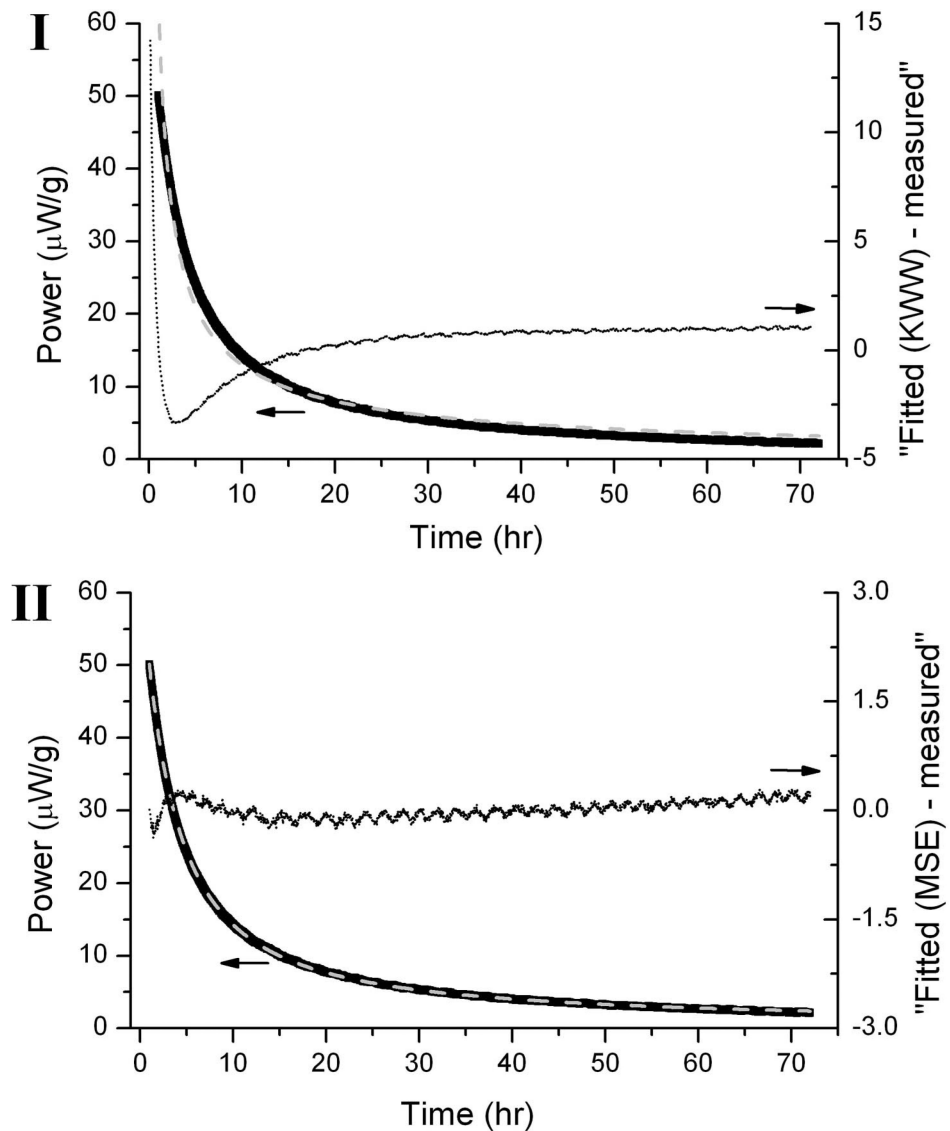 I
60
50
40
30
20
10
0
Power (μW/g)
15
10
5
0
-5
"Fitted (KWW) - measured"
0 10 20 30 40 50 60 70
Time (hr)
II
60
50
40
30
20
10
0
Power (μW/g)
3.0
1.5
0.0
-1.5
-3.0
"Fitted (MSE) - measured"
0 10 20 30 40 50 60 70
Time (hr)